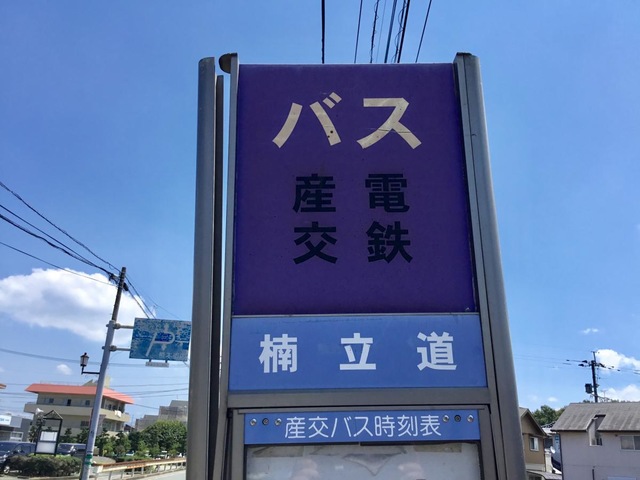 バス
産交
電鉄
楠立道
産交バス時刻表